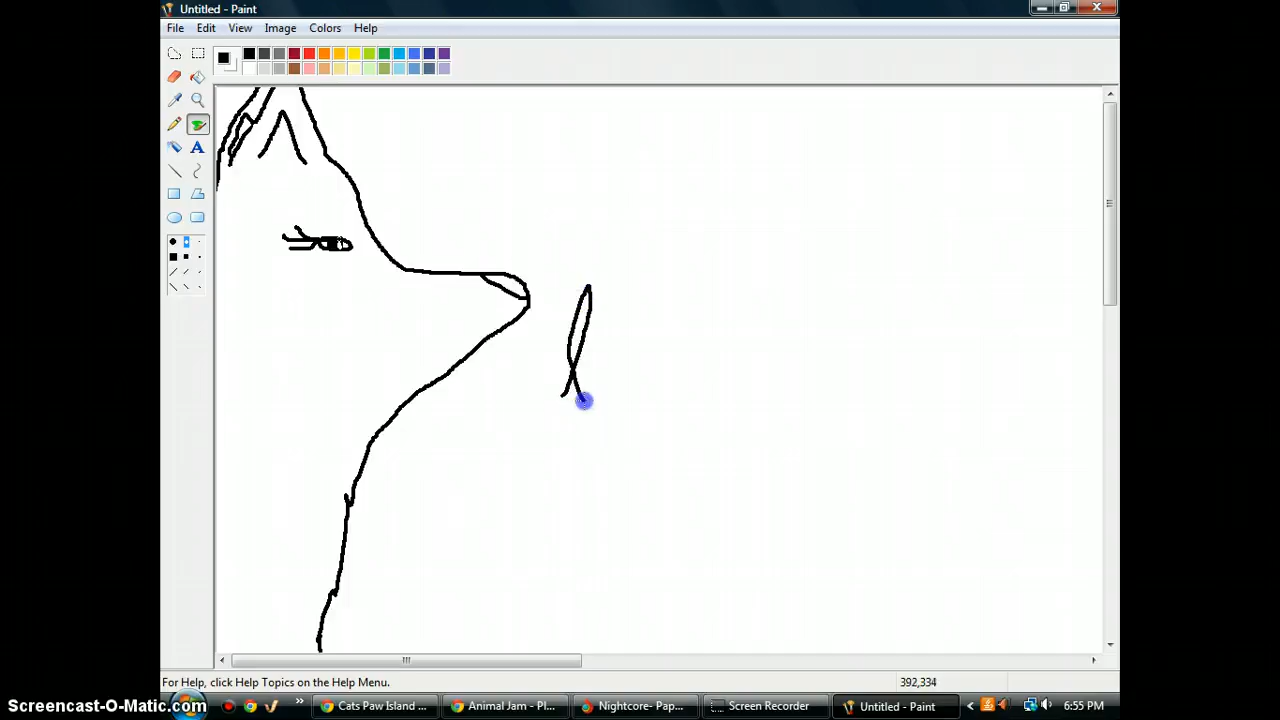 Untitled - Paint
File Edit View Image Colors Help
For Help, click Help Topics on the Help Menu.
392,334
Screencast-O-Matic.com
Cats Paw Island ...
Animal Jam - Pl...
Nightcore- Pap...
Screen Recorder
Untitled - Paint
6:55 PM